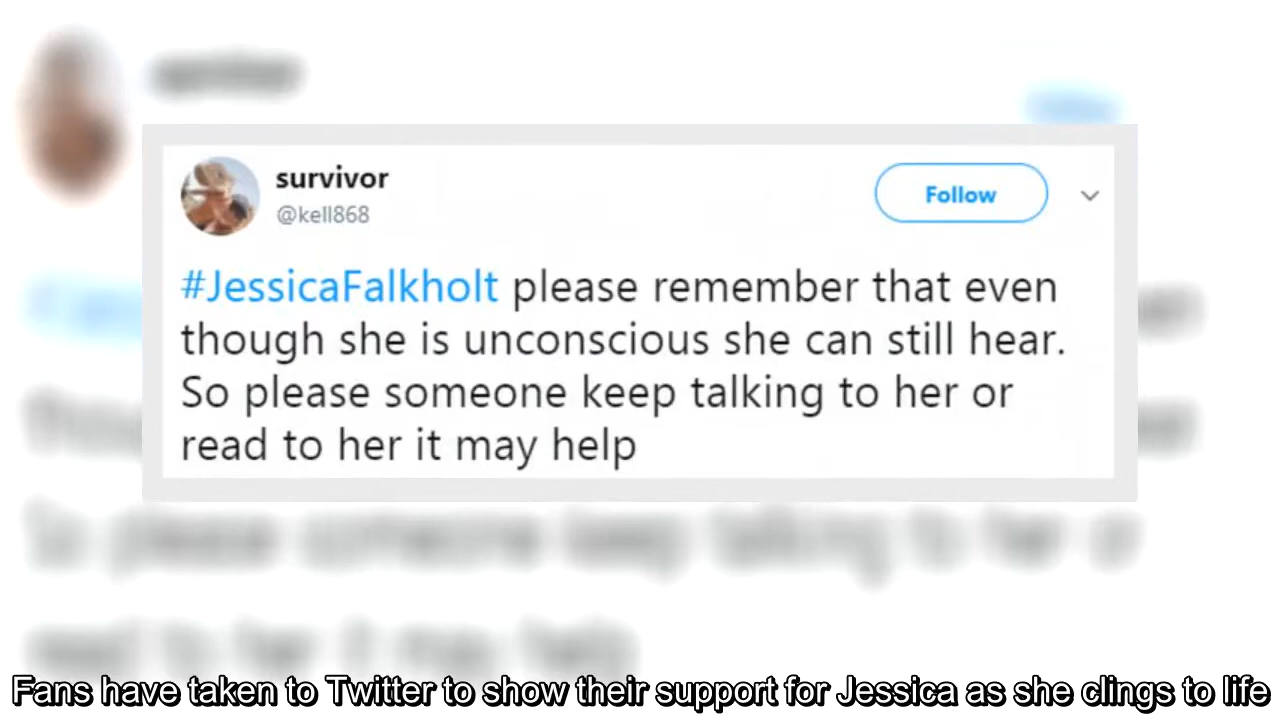 survivor
@kell868
Follow
#JessicaFalkholt please remember that even
though she is unconscious she can still hear.
So please someone keep talking to her or
read to her it may help
Fans have taken to Twitter to show their support for Jessica as she clings to life